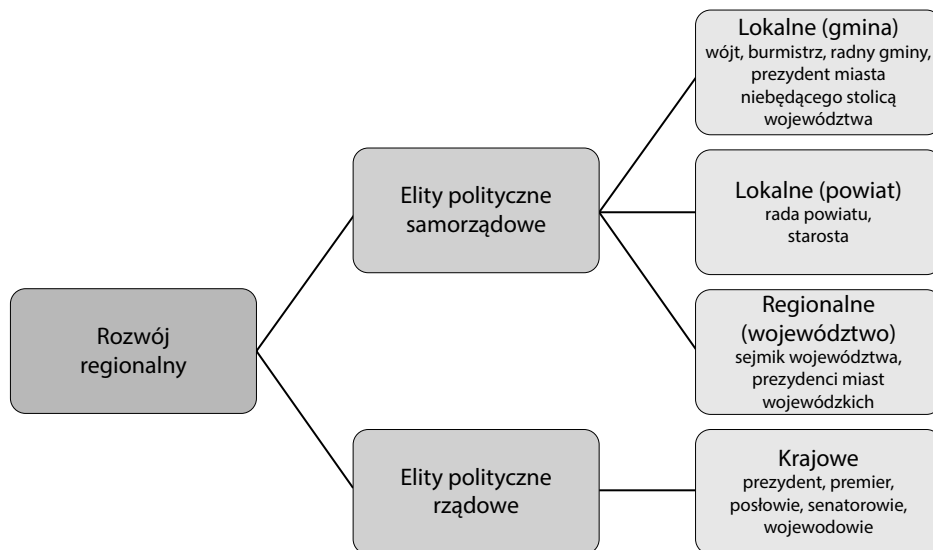 Rozwój
regionalny
Elity polityczne
samorządowe
Lokalne (gmina)
wójt, burmistrz, radny gminy,
prezydent miasta
niebędącego stolicą
województwa
Lokalne (powiat)
rada powiatu,
starosta
Regionalne
(województwo)
sejmik województwa,
prezydenci miast
wojewódzkich
Elity polityczne
rządowe
Krajowe
prezydent, premier,
posłowie, senatorowie,
wojewodowie